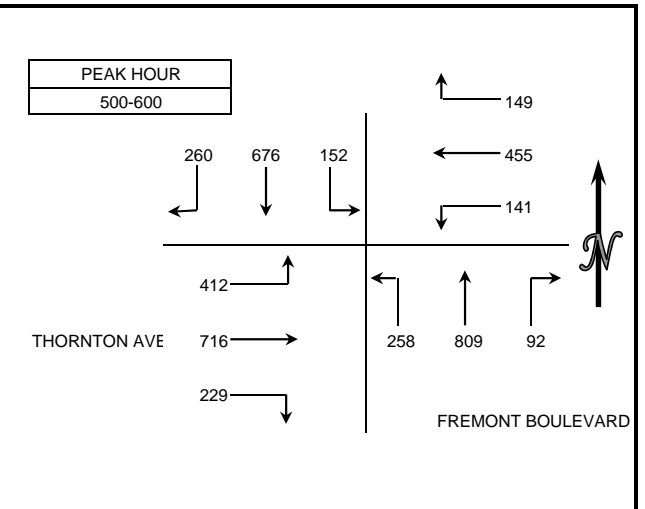 PEAK HOUR
500-600
149
260 676 152
455
141
412
THORNTON AVE 716
258 809 92
229
FREMONT BOULEVARD
N